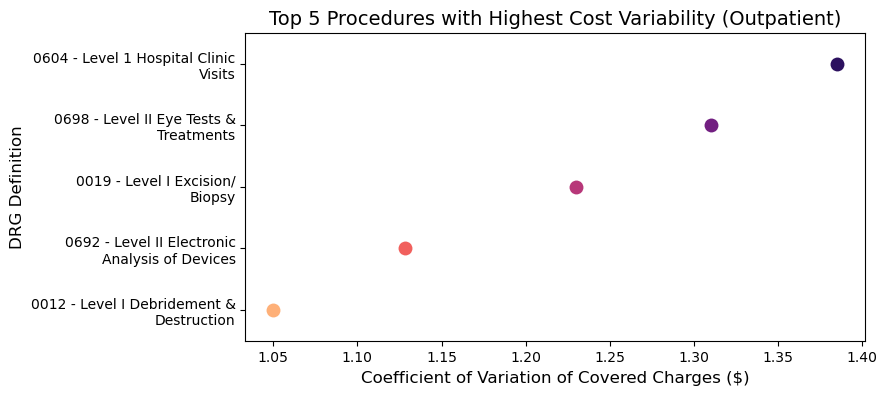 Top 5 Procedures with Highest Cost Variability (Outpatient)
0604 - Level 1 Hospital Clinic
Visits
0698 - Level II Eye Tests &
Treatments
0019 - Level I Excision/
Biopsy
0692 - Level II Electronic
Analysis of Devices
0012 - Level I Debridement &
Destruction
DRG Definition
1.05 1.10 1.15 1.20 1.25 1.30 1.35 1.40
Coefficient of Variation of Covered Charges ($)